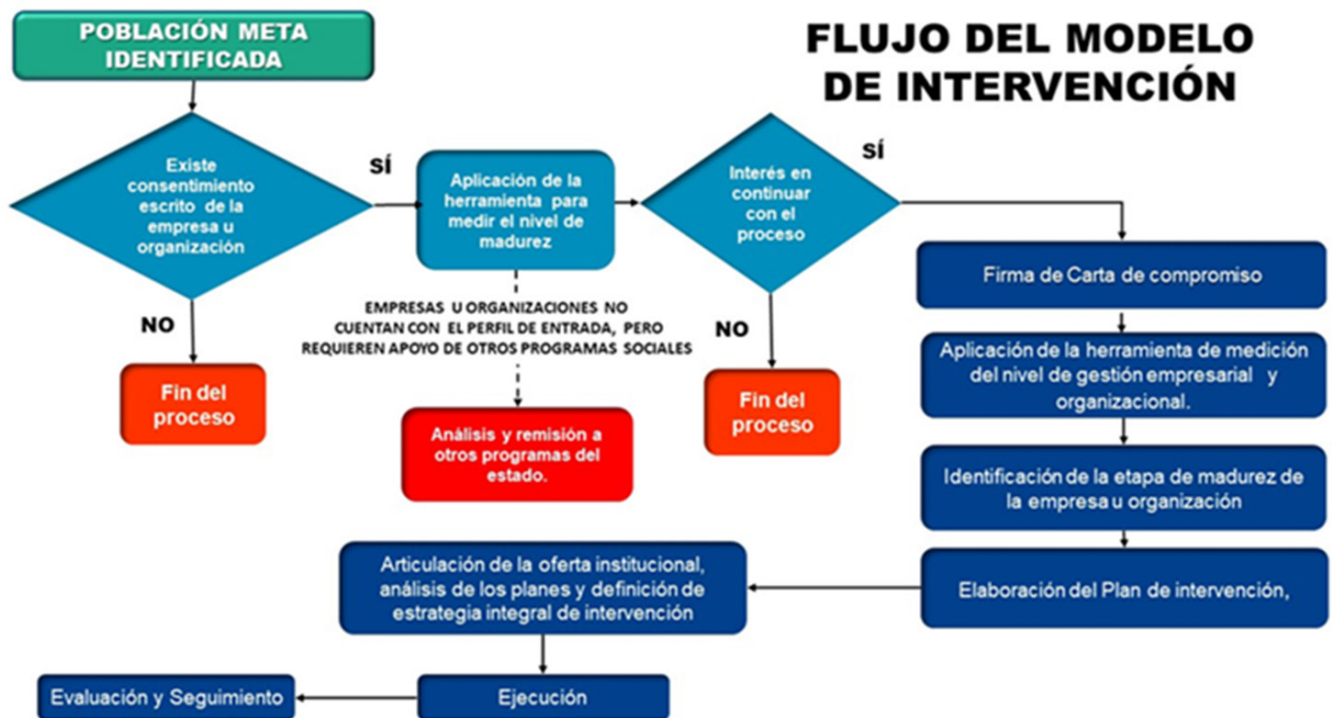 FLUJO DEL MODELO
DE INTERVENCIÓN
POBLACIÓN META
IDENTIFICADA
Existe
consentimiento
escrito de la
empresa u
organización
SÍ
NO
Fin del
proceso
Aplicación de la
herramienta para
medir el nivel de
madurez
EMPRESAS U ORGANIZACIONES NO
CUENTAN CON EL PERFIL DE ENTRADA, PERO
REQUIEREN APOYO DE OTROS PROGRAMAS SOCIALES
Análisis y remisión a
otros programas del
estado.
Interés en
continuar
con el
proceso
SÍ
NO
Fin del
proceso
Firma de Carta de compromiso
Aplicación de la herramienta de medición
del nivel de gestión empresarial y
organizacional.
Identificación de la etapa de madurez de
la empresa u organización
Elaboración del Plan de intervención,
Articulación de la oferta institucional,
análisis de los planes y definición de
estrategia integral de intervención
Ejecución
Evaluación y Seguimiento